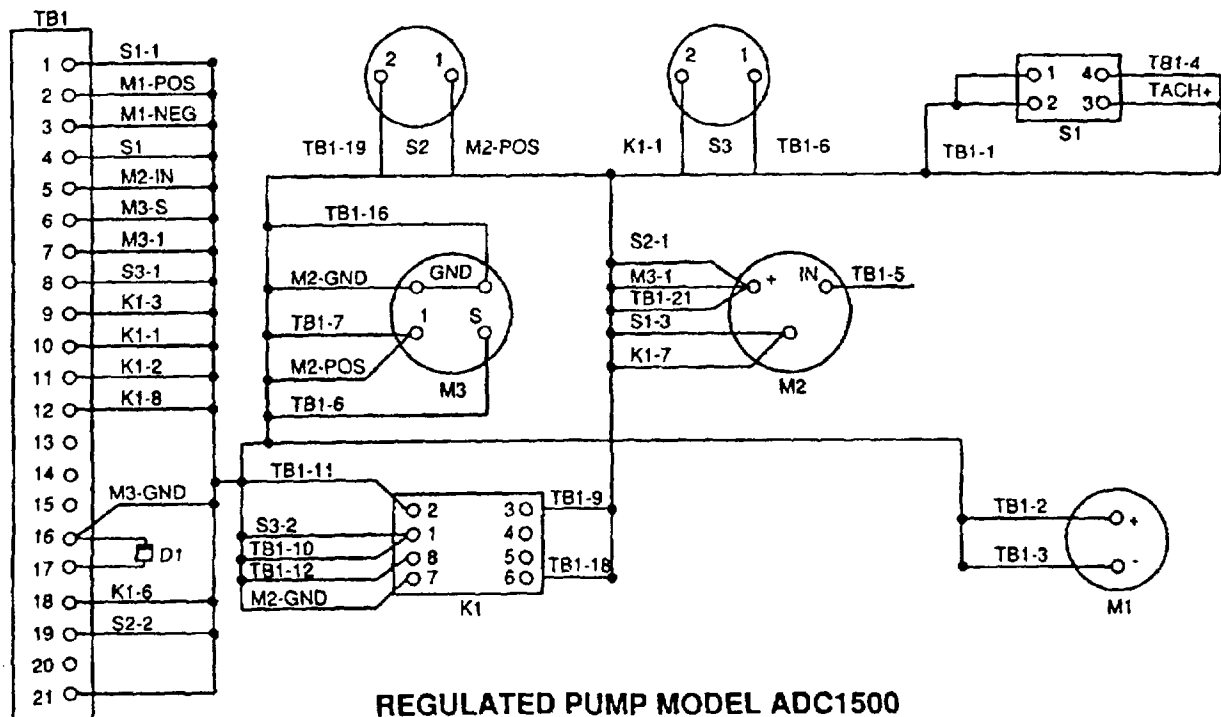 TB1
1 S1-1
2 M1-POS
3 M1-NEG
4 S1
5 M2-IN
6 M3-S
7 M3-1
8 S3-1
9 K1-3
10 K1-1
11 K1-2
12 K1-8
13
14
15 M3-GND
16
17 D1
18 K1-6
19 S2-2
20
21
2 1
TB1-19 S2 M2-POS
2 1
K1-1 S3 TB1-6
1 4 TB1-4
2 3 TACH+
S1
TB1-1
TB1-16
M2-GND GND
TB1-7 1 S
M2-POS
M3
TB1-6
S2-1
M3-1 + IN TB1-5
TB1-21
S1-3
K1-7
M2
TB1-11 2 3 TB1-9
S3-2 1 4
TB1-10
TB1-12 8 5
M2-GND 7 6 TB1-18
K1
TB1-2 +
TB1-3 -
M1
REGULATED PUMP MODEL ADC1500